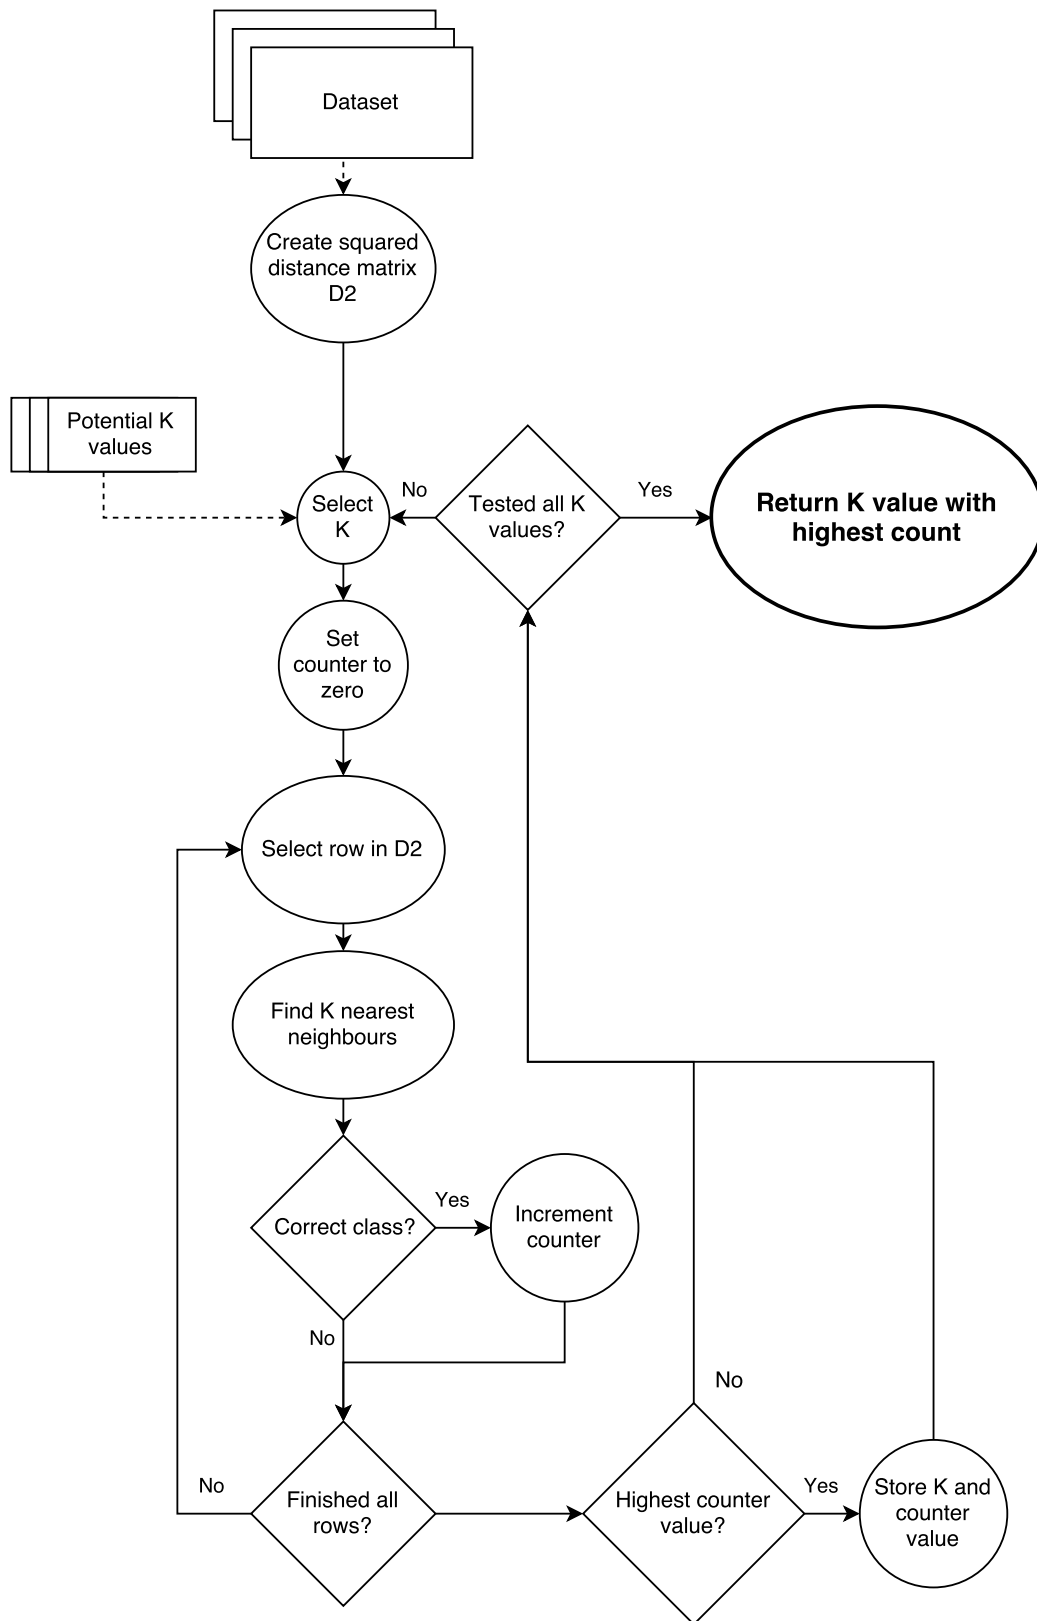 Dataset
Create squared
distance matrix
D2
Potential K
values
Select
K
No
Tested all K
values?
Yes
Return K value with
highest count
Set
counter to
zero
Select row in D2
Find K nearest
neighbours
Correct class?
Yes
Increment
counter
No
No
Finished all
rows?
Highest counter
value?
No
Yes
Store K and
counter
value